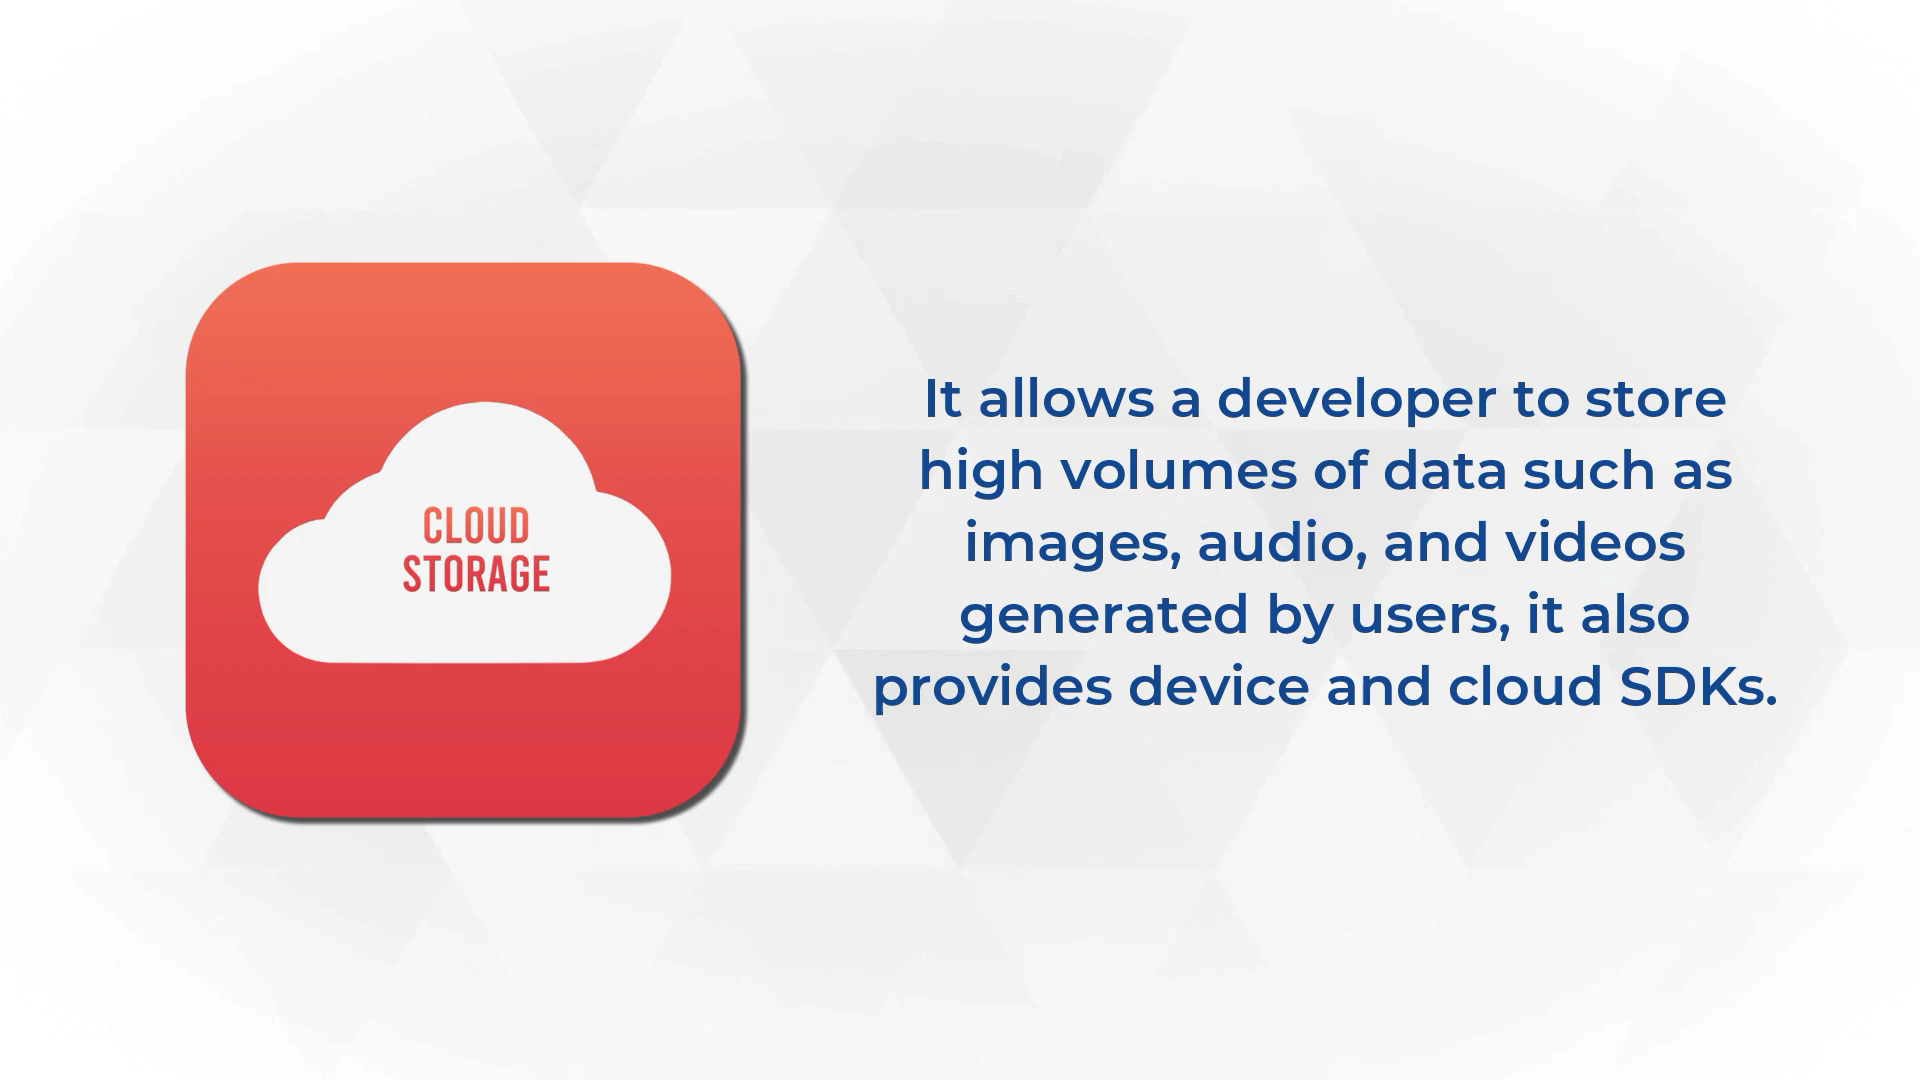 CLOUD
STORAGE
It allows a developer to store
high volumes of data such as
images, audio, and videos
generated by users, it also
provides device and cloud SDKs.